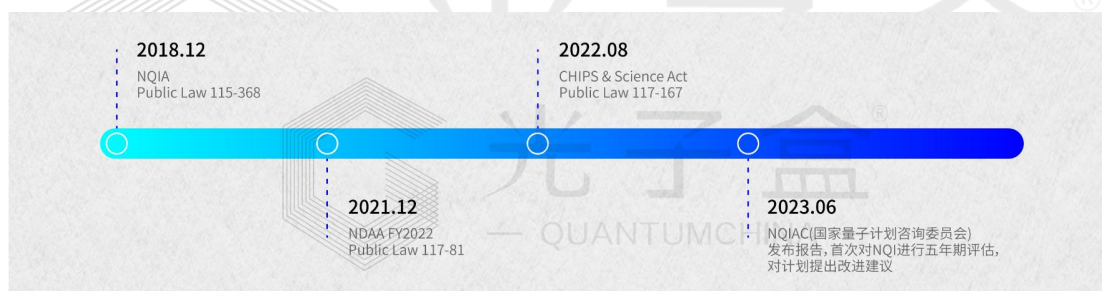 2018.12
NQIA
Public Law 115-368
2022.08
CHIPS & Science Act
Public Law 117-167
光子盒
®
— QUANTUMCHI
2021.12
NDAA FY2022
Public Law 117-81
2023.06
NQIAC(国家量子计划咨询委员会)
发布报告,首次对NQI进行五年期评估,
对计划提出改进建议